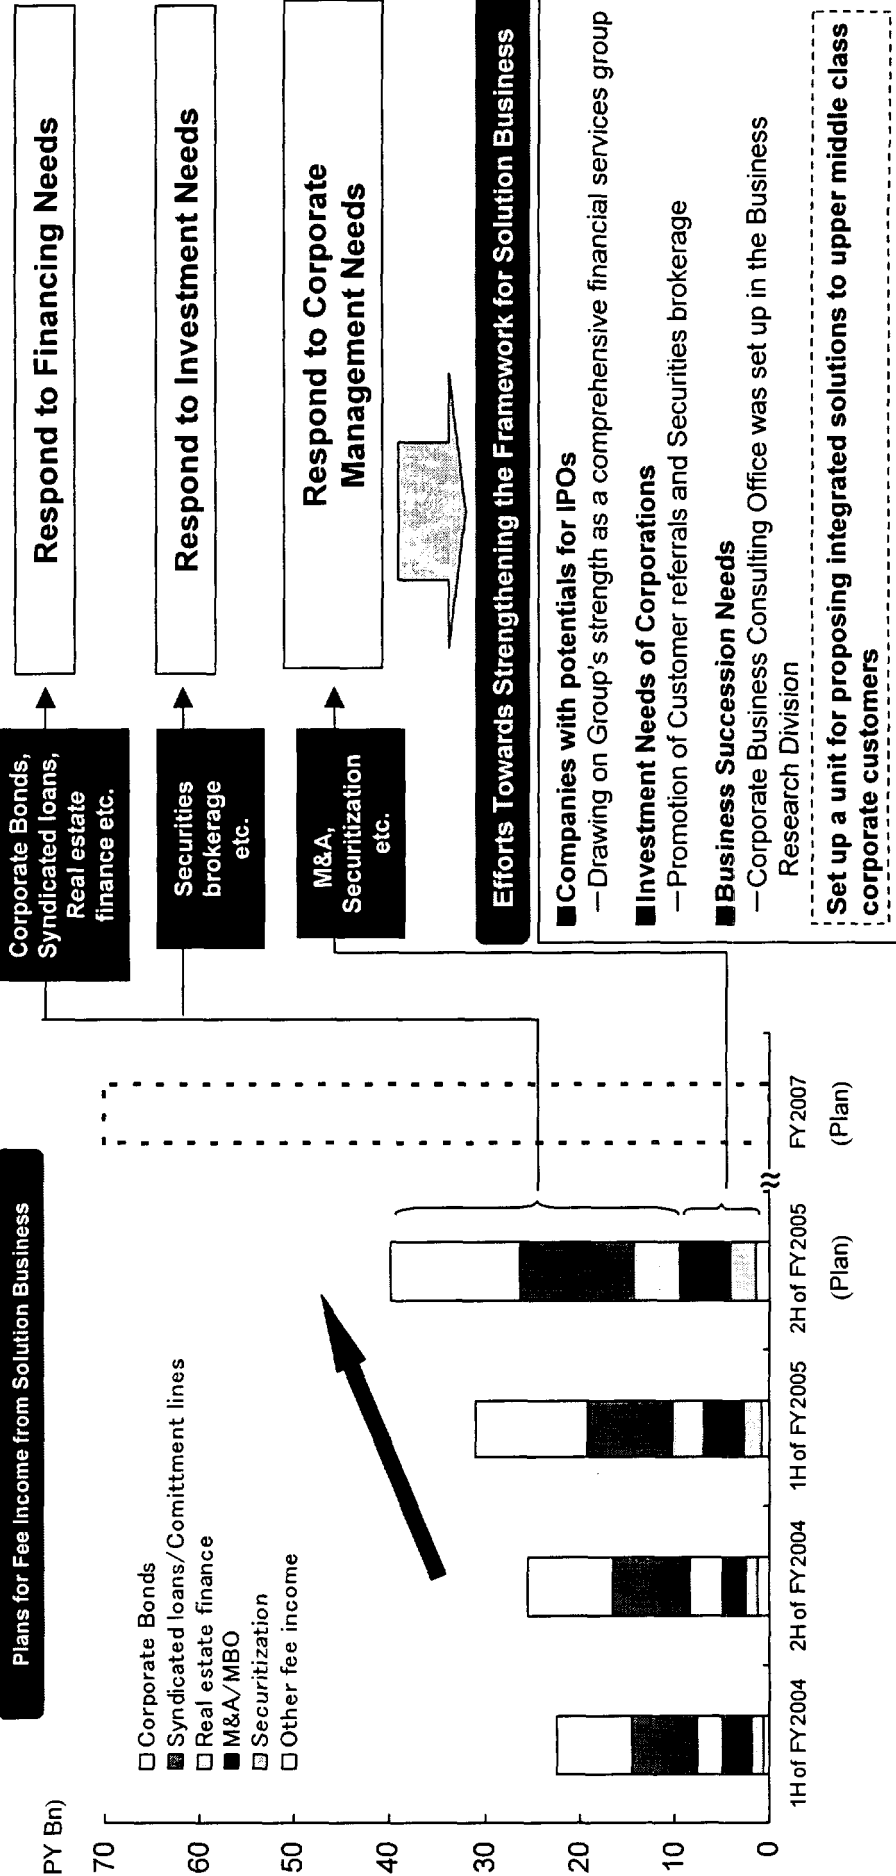 Plans for Fee Income from Solution Business
PY Bn)
70
60
50
40
30
20
10
0
Corporate Bonds
Syndicated loans/Comittment lines
Real estate finance
M&A/MBO
Securitization
Other fee income
1H of FY2004
2H of FY2004
1H of FY2005
2H of FY2005
(Plan)
FY2007
(Plan)
Corporate Bonds,
Syndicated loans,
Real estate
finance etc.
Respond to Financing Needs
Securities
brokerage
etc.
Respond to Investment Needs
M&A,
Securitization
etc.
Respond to Corporate
Management Needs
Efforts Towards Strengthening the Framework for Solution Business
■Companies with potentials for IPOs
—Drawing on Group's strength as a comprehensive financial services group
■Investment Needs of Corporations
—Promotion of Customer referrals and Securities brokerage
■Business Succession Needs
—Corporate Business Consulting Office was set up in the Business
Research Division
Set up a unit for proposing integrated solutions to upper middle class
corporate customers